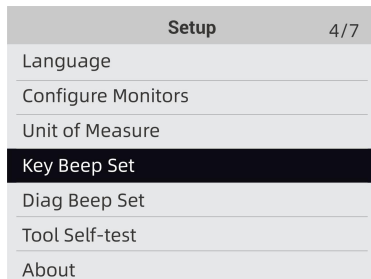 Setup 4/7
Language
Configure Monitors
Unit of Measure
Key Beep Set
Diag Beep Set
Tool Self-test
About